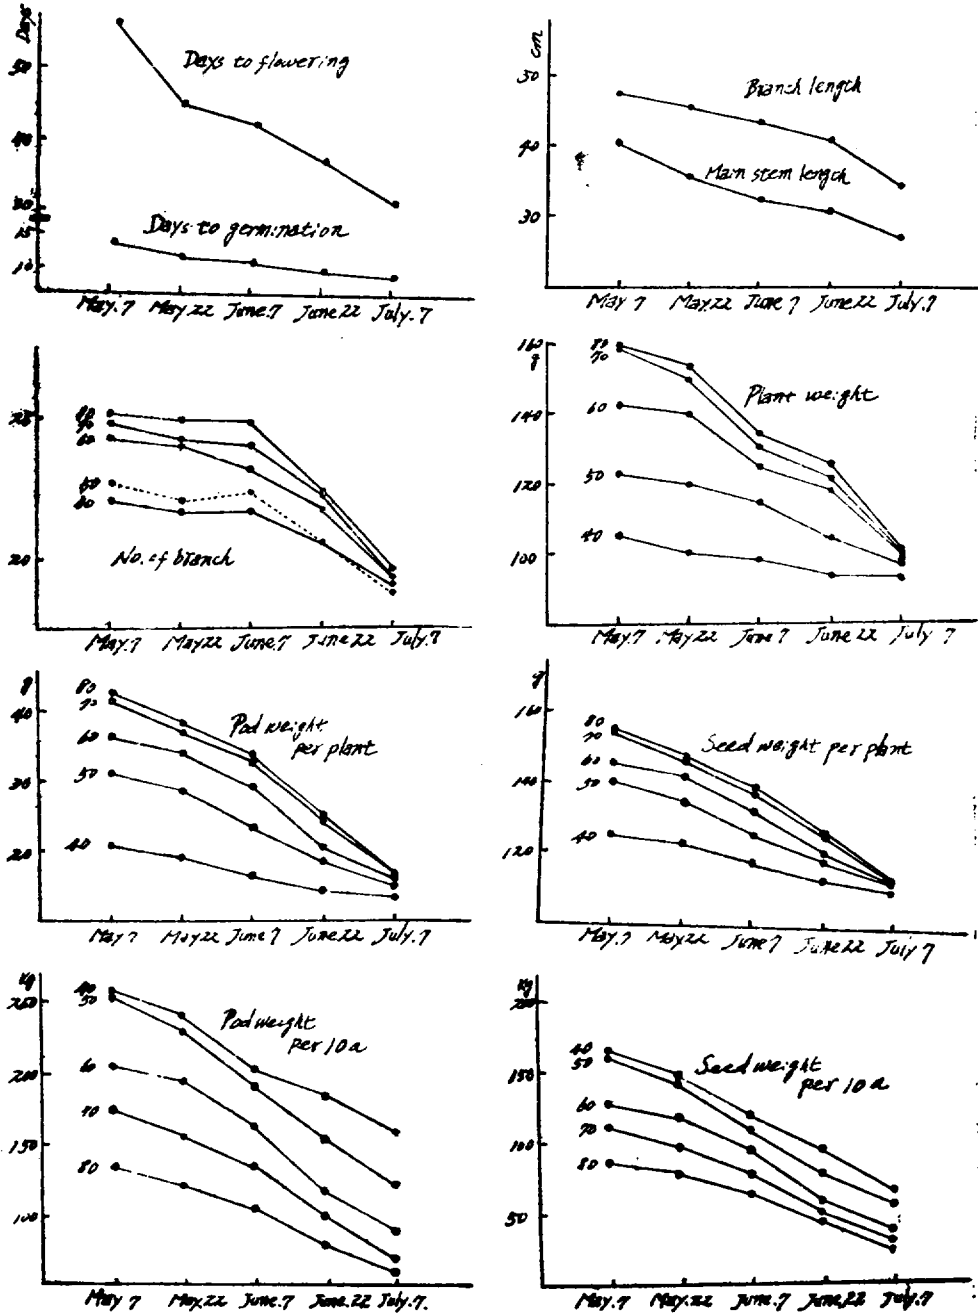 Days
50
40
30
15
10
Days to flowering
Days to germination
May. 7 May 22 June. 7 June 22 July. 7
cm
50
40
30
Branch length
Main stem length
May 7 May. 22 June 7 June 22 July 7
80
70
60
50
80
20
No. of branch
May. 7 May 22 June. 7 June 22 July. 7
160
g
140
120
100
80
70
60
50
40
Plant weight
May. 7 May. 22 June 7 June 22 July 7
g
40
30
20
80
70
60
50
40
Pod weight
per plant
May 7 May 22 June 7 June 22 July. 7
g
160
140
120
80
70
60
50
40
Seed weight per plant
May. 7 May 22 June 7 June 22 July. 7
Kg
250
200
150
100
40
50
60
70
80
Pod weight
per 10 a
May 7 May. 22 June. 7 June 22 July. 7.
Kg
200
150
100
50
40
50
60
70
80
Seed weight
per 10 a
May. 7 May. 22 June. 7 June. 22 July. 7